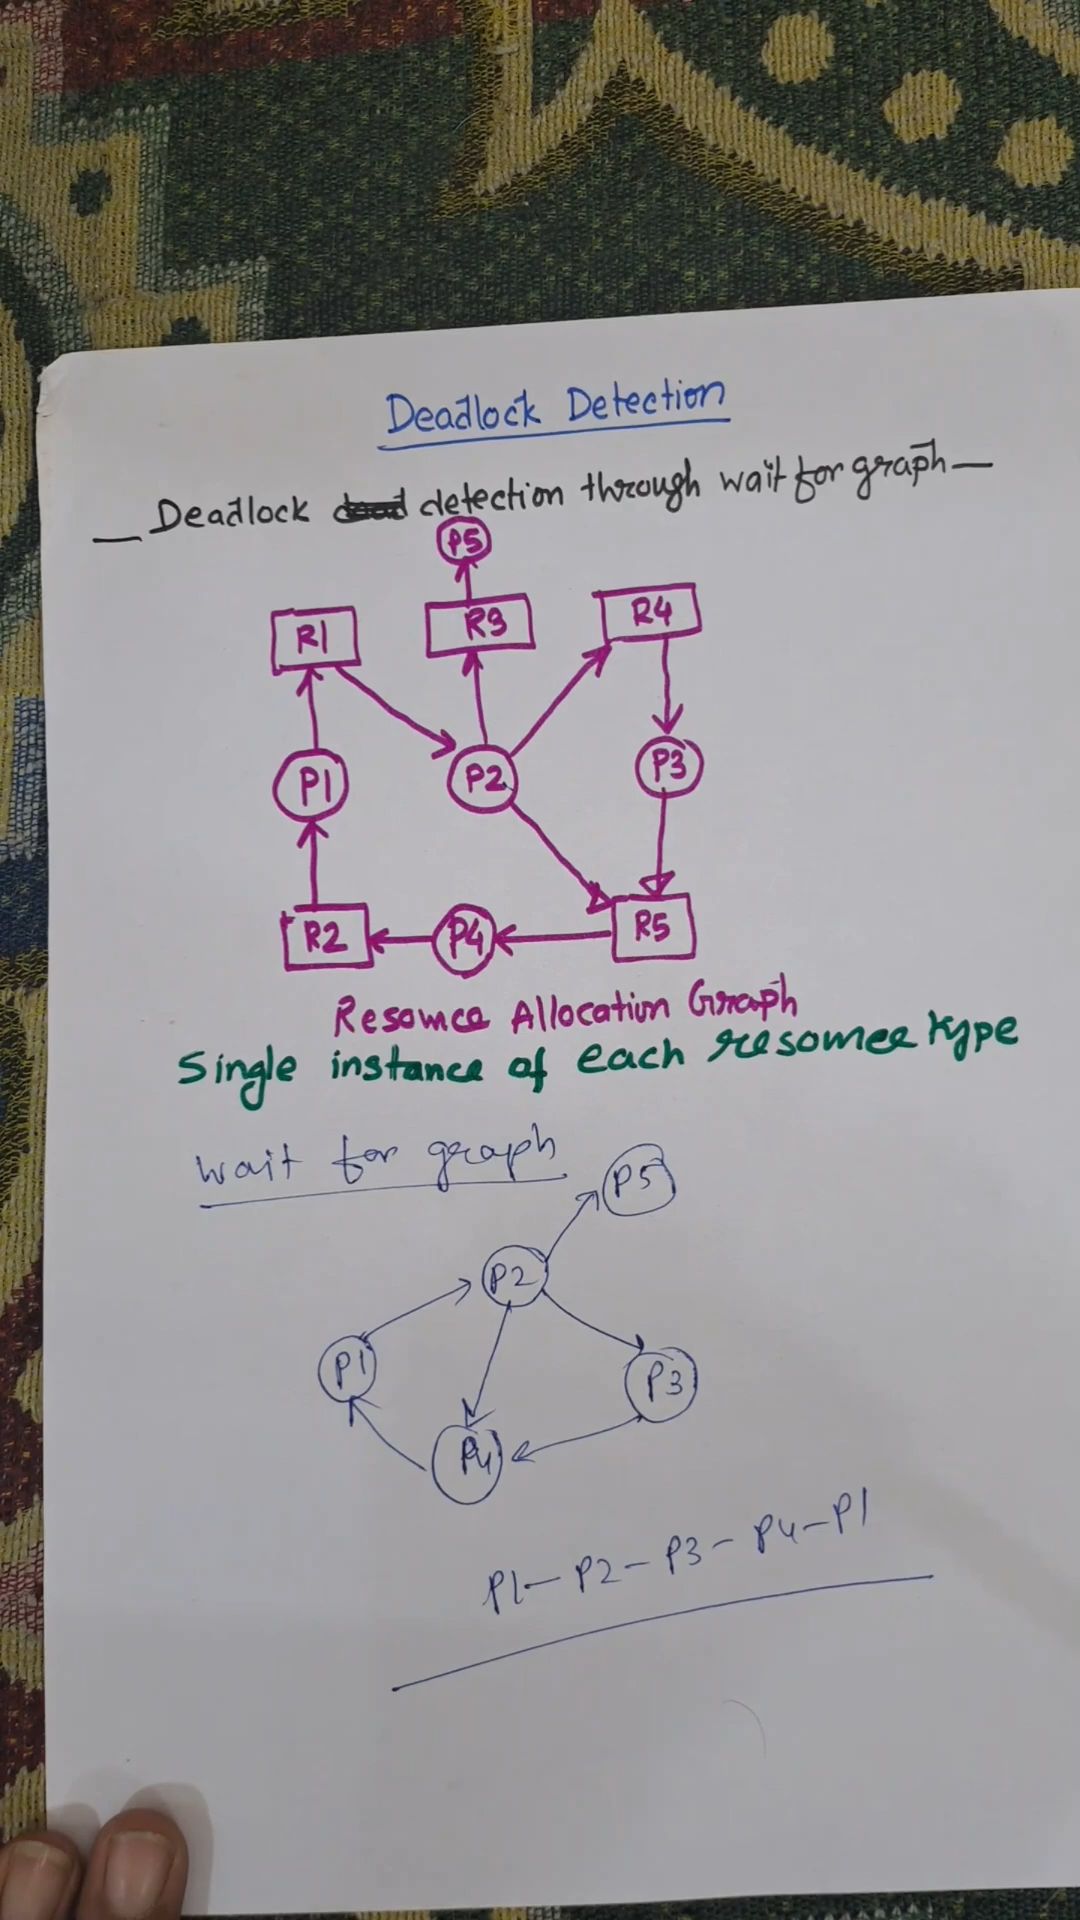 Deadlock Detection
Deadlock detection through wait for graph
P5
R1 R3 R4
P1 P2 P3
R2 P4 R5
Resource Allocation Graph
Single instance of each resource type
wait for graph
P5
P2
P1 P3
P4
P1 - P2 - P3 - P4 - P1